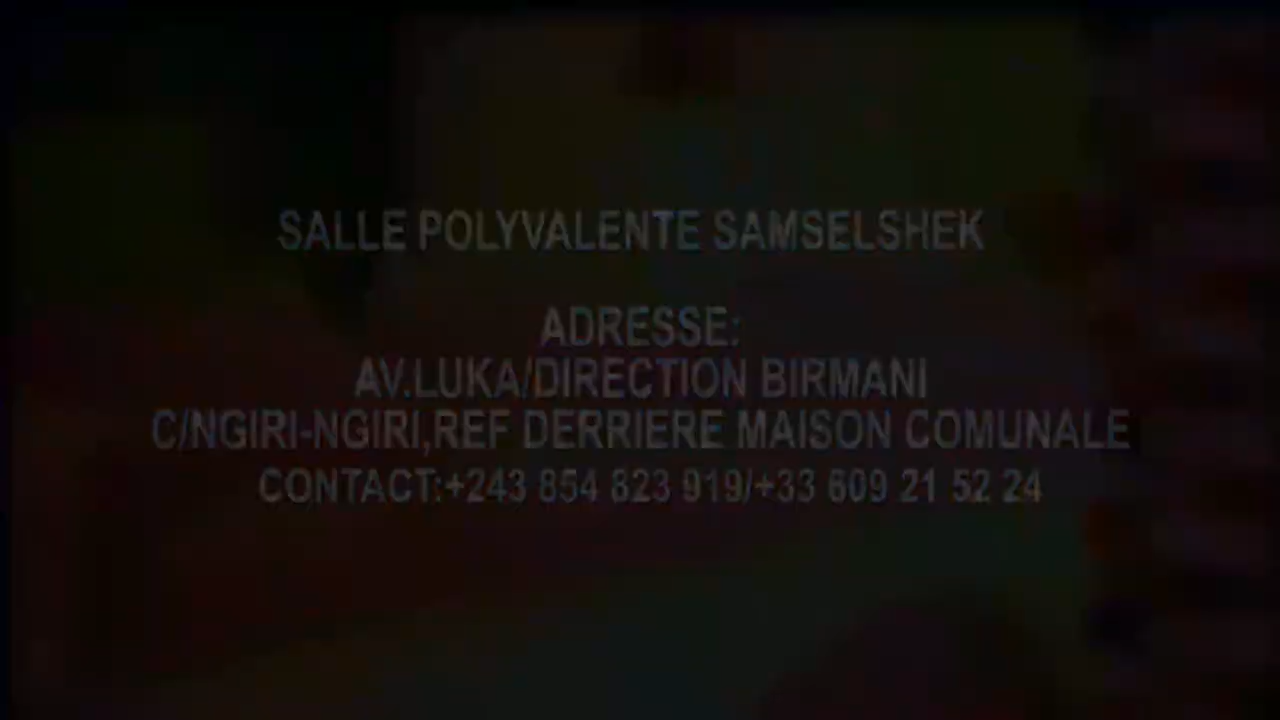 SALLE POLYVALENTE SAMSELSHEK
ADRESSE:
AV.LUKA/DIRECTION BIRMANI
C/NGIRI-NGIRI,REF DERRIERE MAISON COMUNALE
CONTACT:+243 854 823 919/+33 609 21 52 24